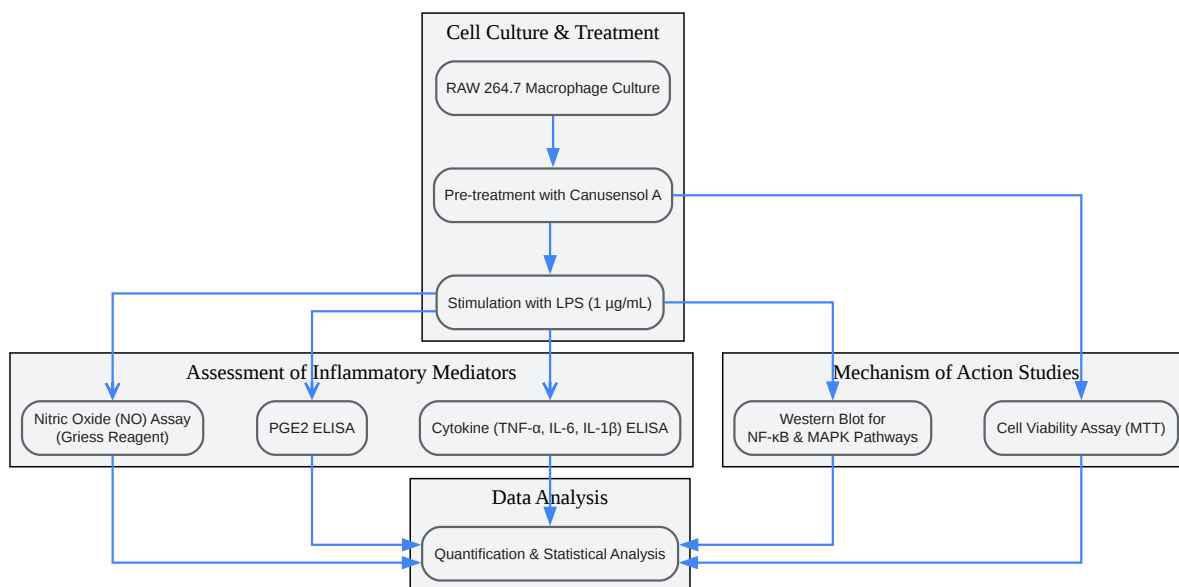 Cell Culture & Treatment
RAW 264.7 Macrophage Culture
Pre-treatment with Canusensol A
Stimulation with LPS (1 µg/mL)
Assessment of Inflammatory Mediators
Nitric Oxide (NO) Assay
(Griess Reagent)
PGE2 ELISA
Cytokine (TNF-α, IL-6, IL-1β) ELISA
Mechanism of Action Studies
Western Blot for
NF-κB & MAPK Pathways
Cell Viability Assay (MTT)
Data Analysis
Quantification & Statistical Analysis